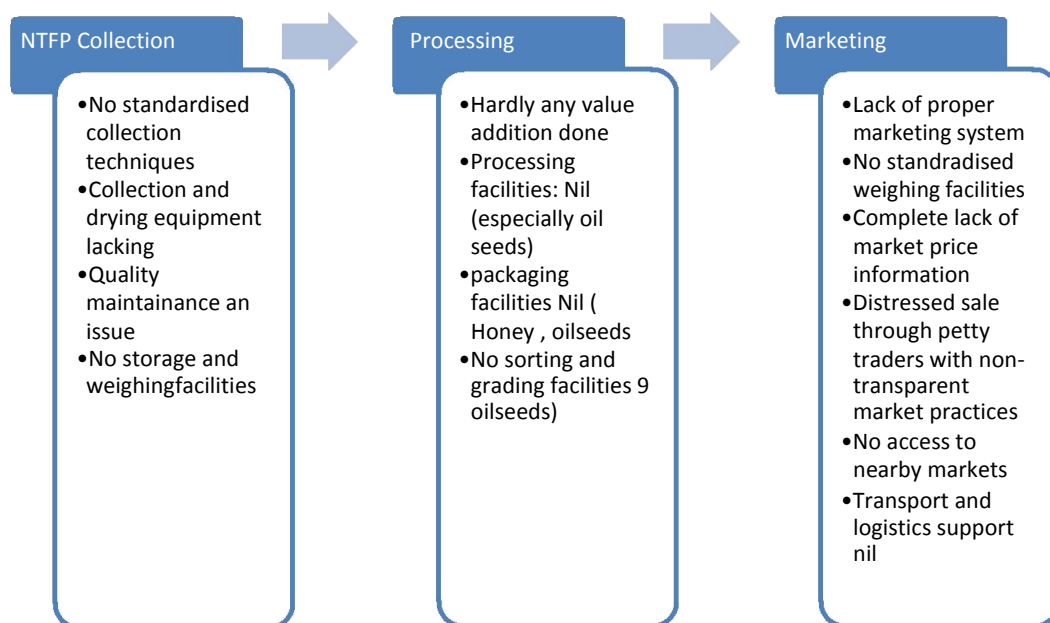 NTFP Collection
•No standardised
collection
techniques
•Collection and
drying equipment
lacking
•Quality
maintainance an
issue
•No storage and
weighingfacilities
Processing
•Hardly any value
addition done
•Processing
facilities: Nil
(especially oil
seeds)
•packaging
facilities Nil (
Honey , oilseeds
•No sorting and
grading facilities 9
oilseeds)
Marketing
•Lack of proper
marketing system
•No standradised
weighing facilities
•Complete lack of
market price
information
•Distressed sale
through petty
traders with non-
transparent
market practices
•No access to
nearby markets
•Transport and
logistics support
nil